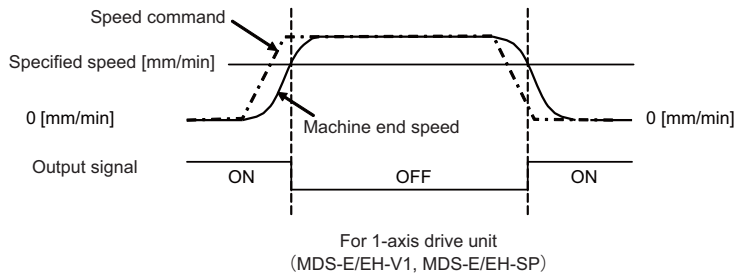 Speed command
Specified speed [mm/min]
0 [mm/min]
Machine end speed
0 [mm/min]
Output signal
ON
OFF
ON
For 1-axis drive unit
（MDS-E/EH-V1, MDS-E/EH-SP）